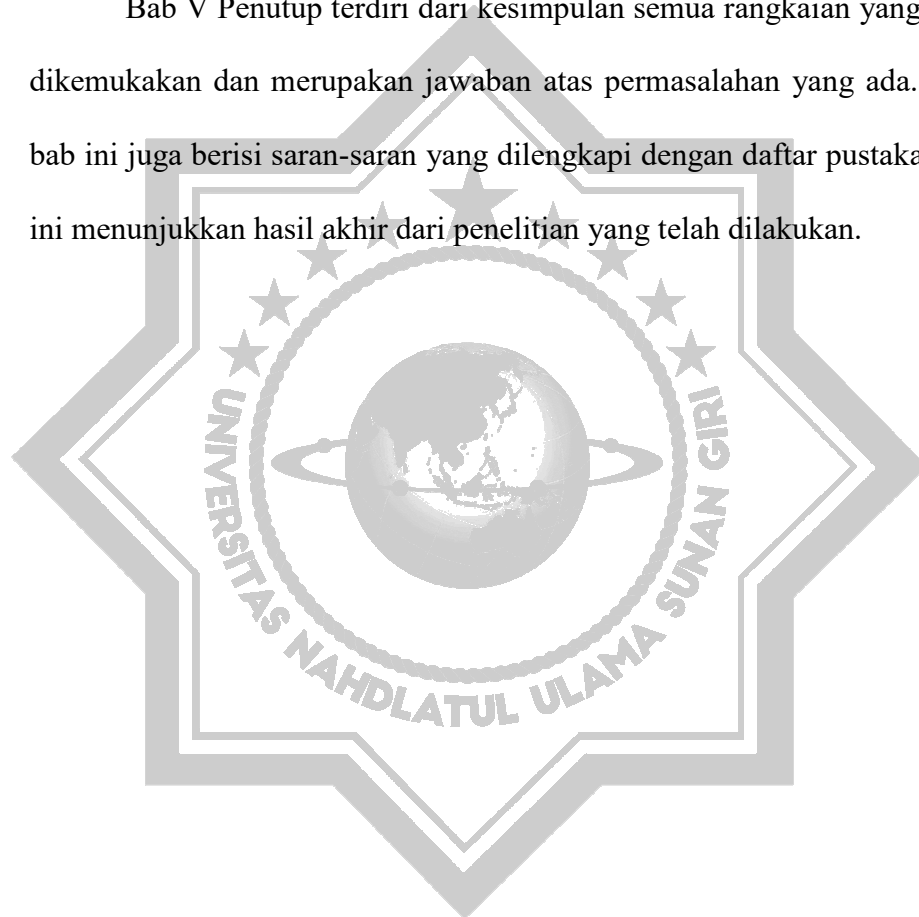 Bab V Penutup terdiri dari kesimpulan semua rangkaian yang
dikemukakan dan merupakan jawaban atas permasalahan yang ada.
bab ini juga berisi saran-saran yang dilengkapi dengan daftar pustaka
ini menunjukkan hasil akhir dari penelitian yang telah dilakukan.
UNIVERSITAS NAHDLATUL ULAMA SUNAN GIRI